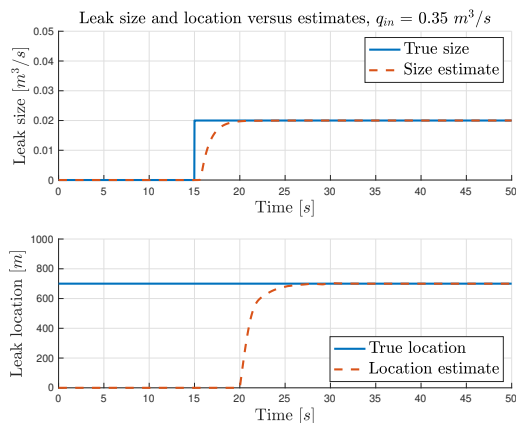 Leak size and location versus estimates, q_in = 0.35 m³/s
0.05
0.04
0.03
0.02
0.01
0
Leak size [m³/s]
True size
Size estimate
0 5 10 15 20 25 30 35 40 45 50
Time [s]
1000
800
600
400
200
0
Leak location [m]
True location
Location estimate
0 5 10 15 20 25 30 35 40 45 50
Time [s]